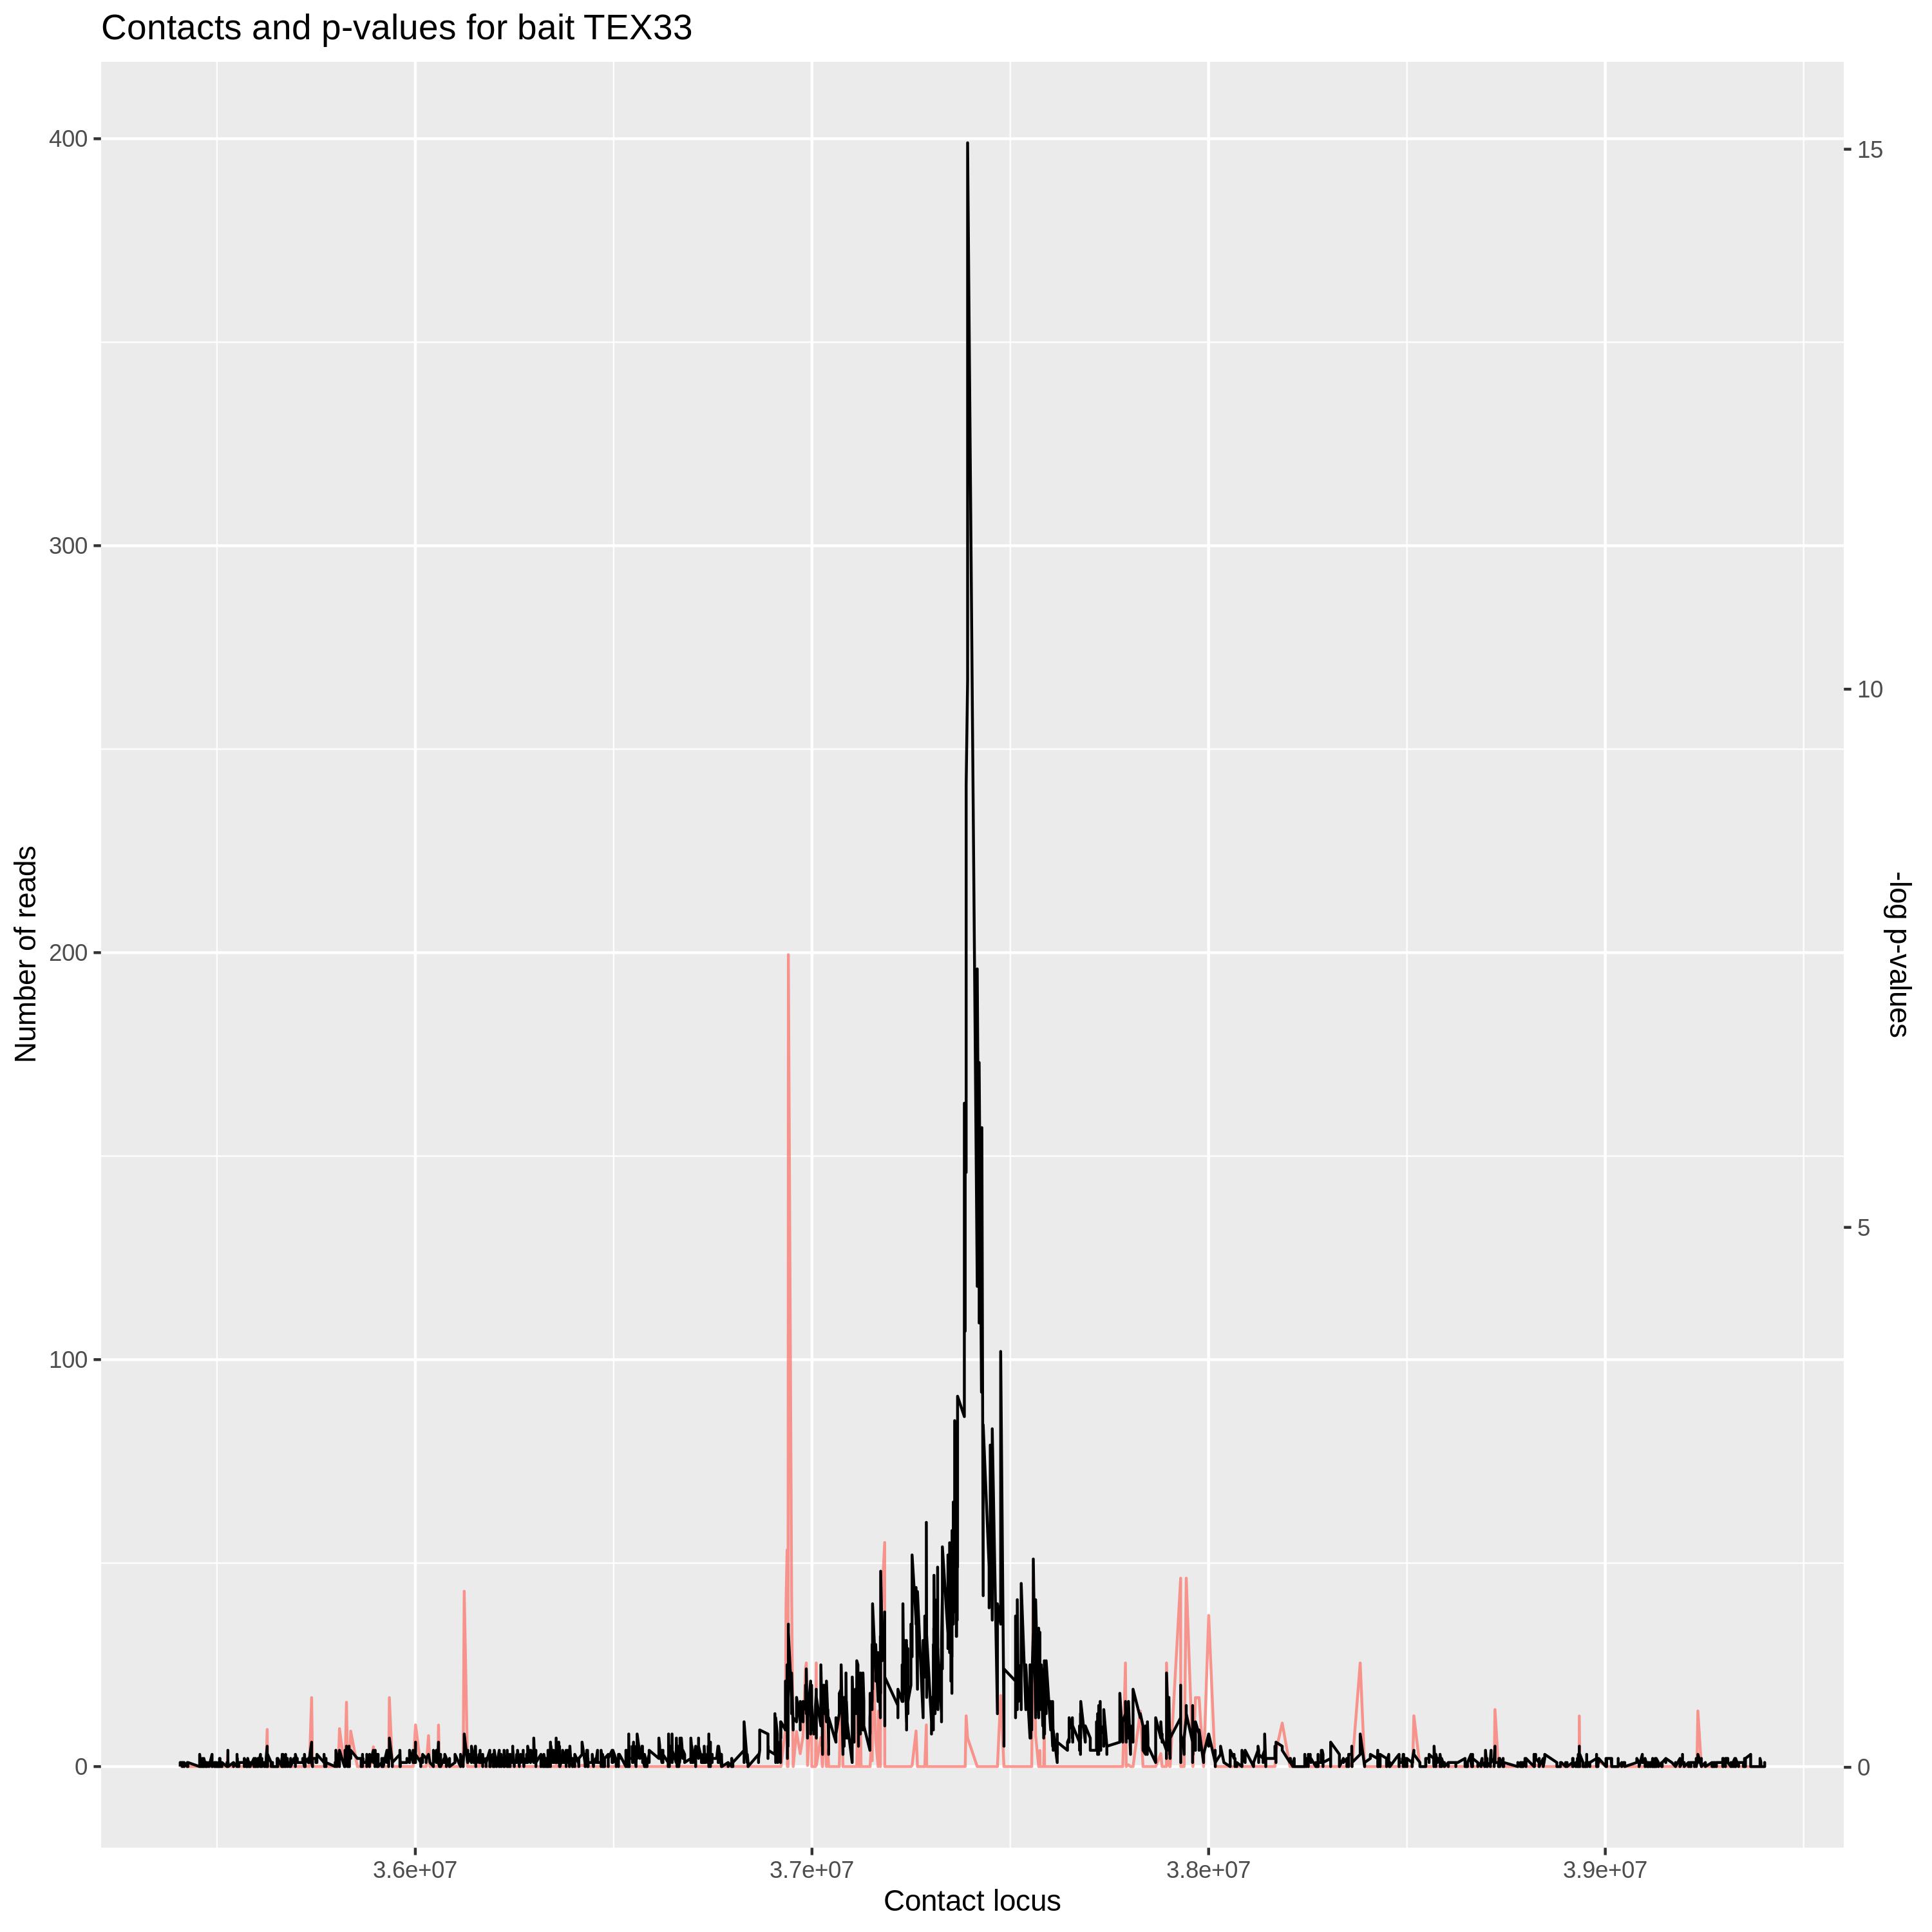 Contacts and p-values for bait TEX33
400
300
200
100
0
Number of reads
15
10
5
0
-log p-values
3.6e+07
3.7e+07
3.8e+07
3.9e+07
Contact locus